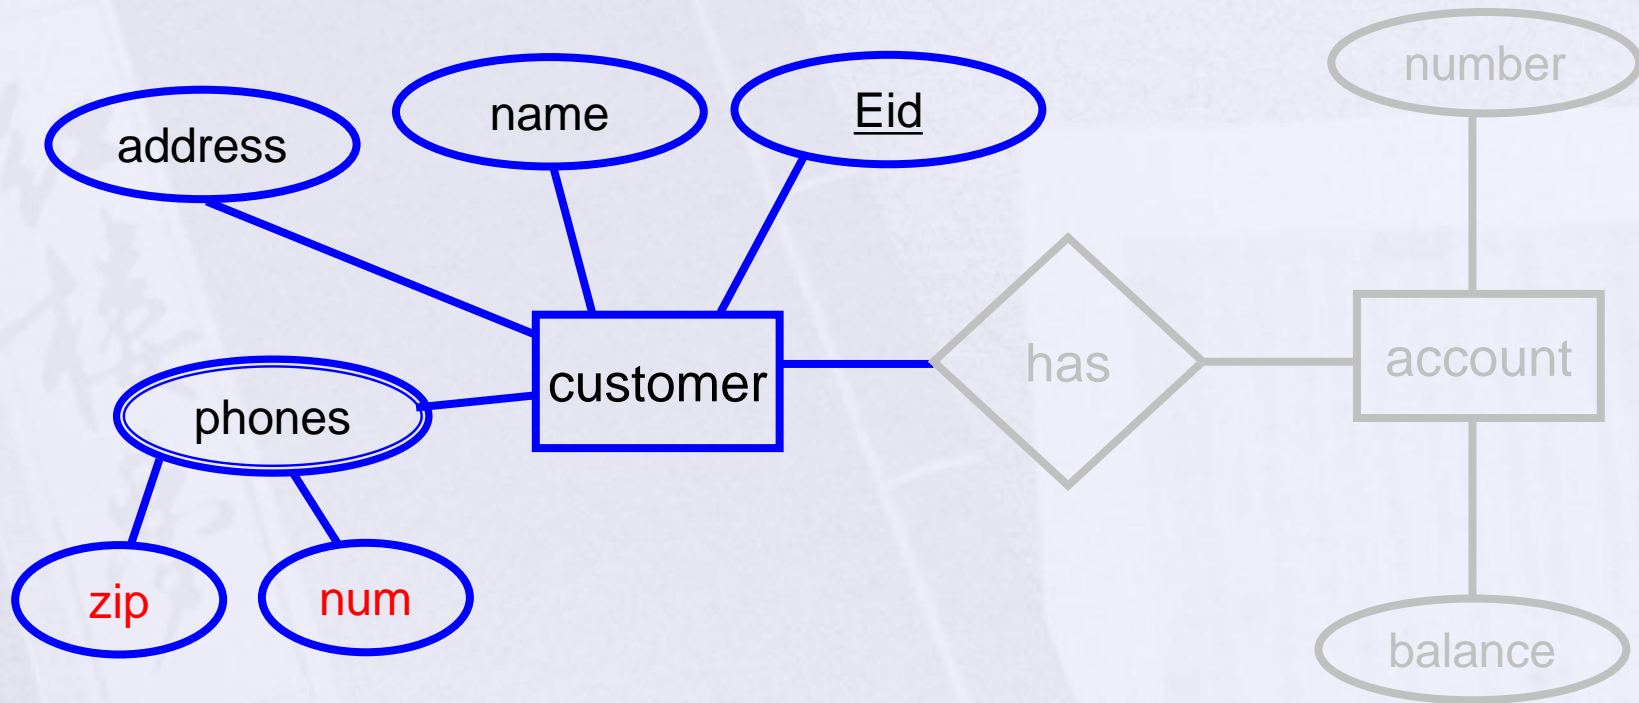 number
name
Eid
address
has
account
customer
phones
zip
num
balance